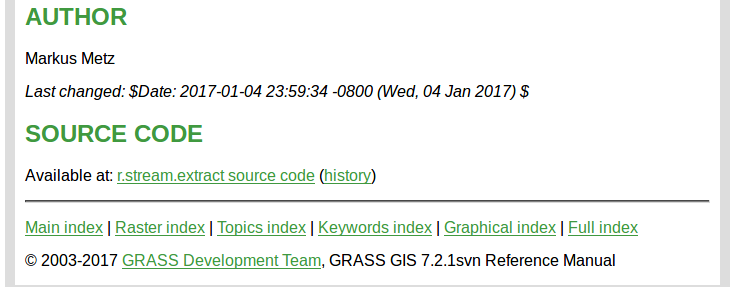 AUTHOR
Markus Metz
Last changed: $Date: 2017-01-04 23:59:34 -0800 (Wed, 04 Jan 2017) $
SOURCE CODE
Available at: r.stream.extract source code (history)
Main index | Raster index | Topics index | Keywords index | Graphical index | Full index
© 2003-2017 GRASS Development Team, GRASS GIS 7.2.1svn Reference Manual